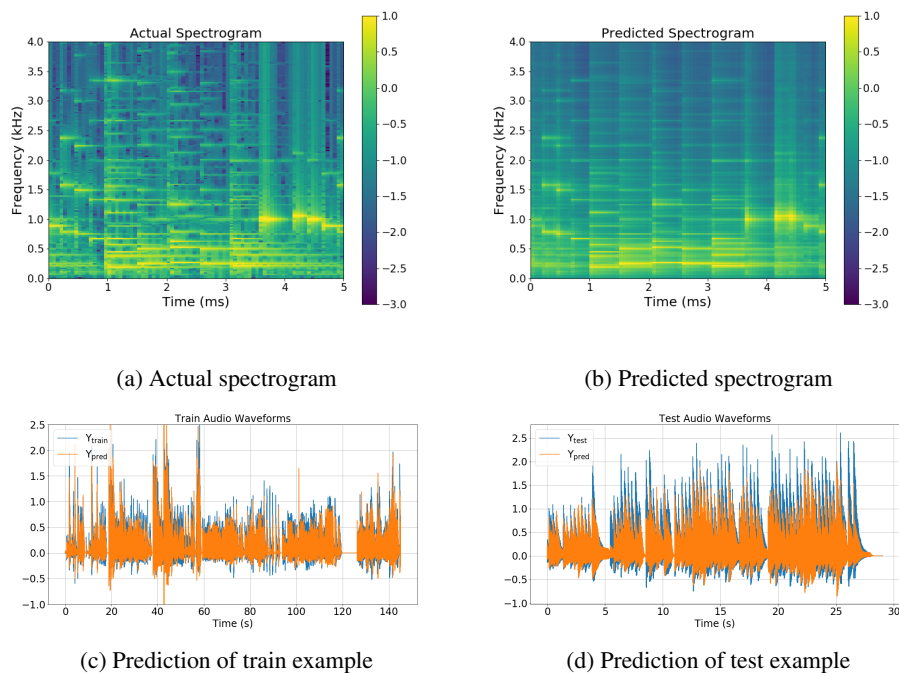 Actual Spectrogram
4.0
3.5
3.0
2.5
2.0
1.5
1.0
0.5
0.0
Frequency (kHz)
0 1 2 3 4 5
Time (ms)
1.0
0.5
0.0
−0.5
−1.0
−1.5
−2.0
−2.5
−3.0
Predicted Spectrogram
4.0
3.5
3.0
2.5
2.0
1.5
1.0
0.5
0.0
Frequency (kHz)
0 1 2 3 4 5
Time (ms)
1.0
0.5
0.0
−0.5
−1.0
−1.5
−2.0
−2.5
−3.0
(a) Actual spectrogram
(b) Predicted spectrogram
Train Audio Waveforms
2.5
2.0
1.5
1.0
0.5
0.0
−0.5
−1.0
Y_train
Y_pred
0 20 40 60 80 100 120 140
Time (s)
Test Audio Waveforms
2.5
2.0
1.5
1.0
0.5
0.0
−0.5
−1.0
Y_test
Y_pred
0 5 10 15 20 25 30
Time (s)
(c) Prediction of train example
(d) Prediction of test example